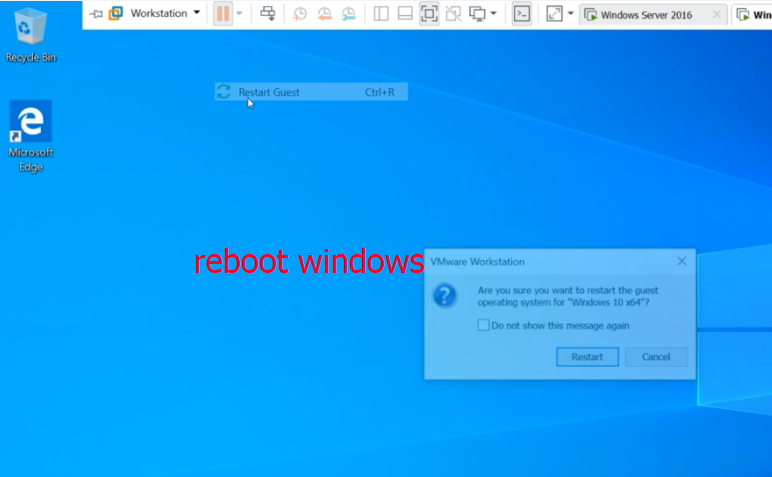 Workstation
Windows Server 2016
Win
Recycle Bin
Restart Guest Ctrl+R
Microsoft
Edge
reboot windows
VMware Workstation
Are you sure you want to restart the guest
operating system for "Windows 10 x64"?
Do not show this message again
Restart Cancel